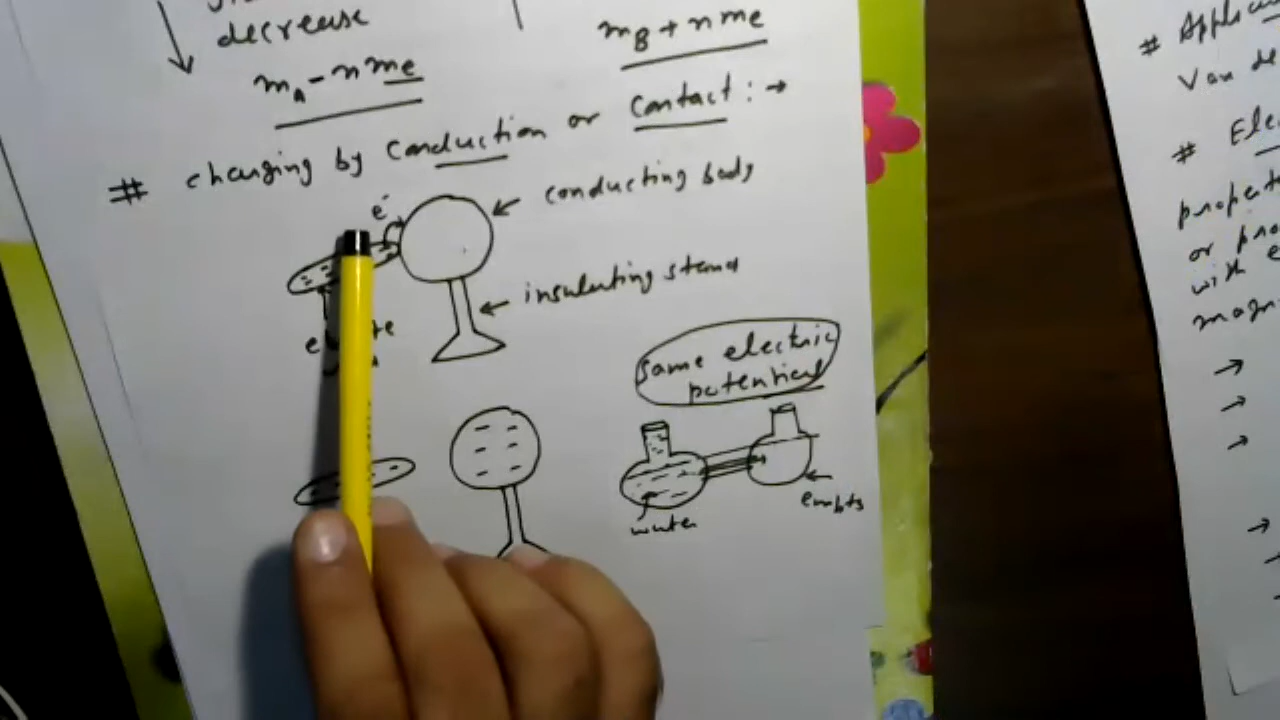 decrease
mA - nme
mB + nme
# charging by Conduction or Contact : →
e⁻
conducting body
insulating stand
same electric
potential
water
empty
# Applic
Van de
# Ele
propert
or pro
with e
magn